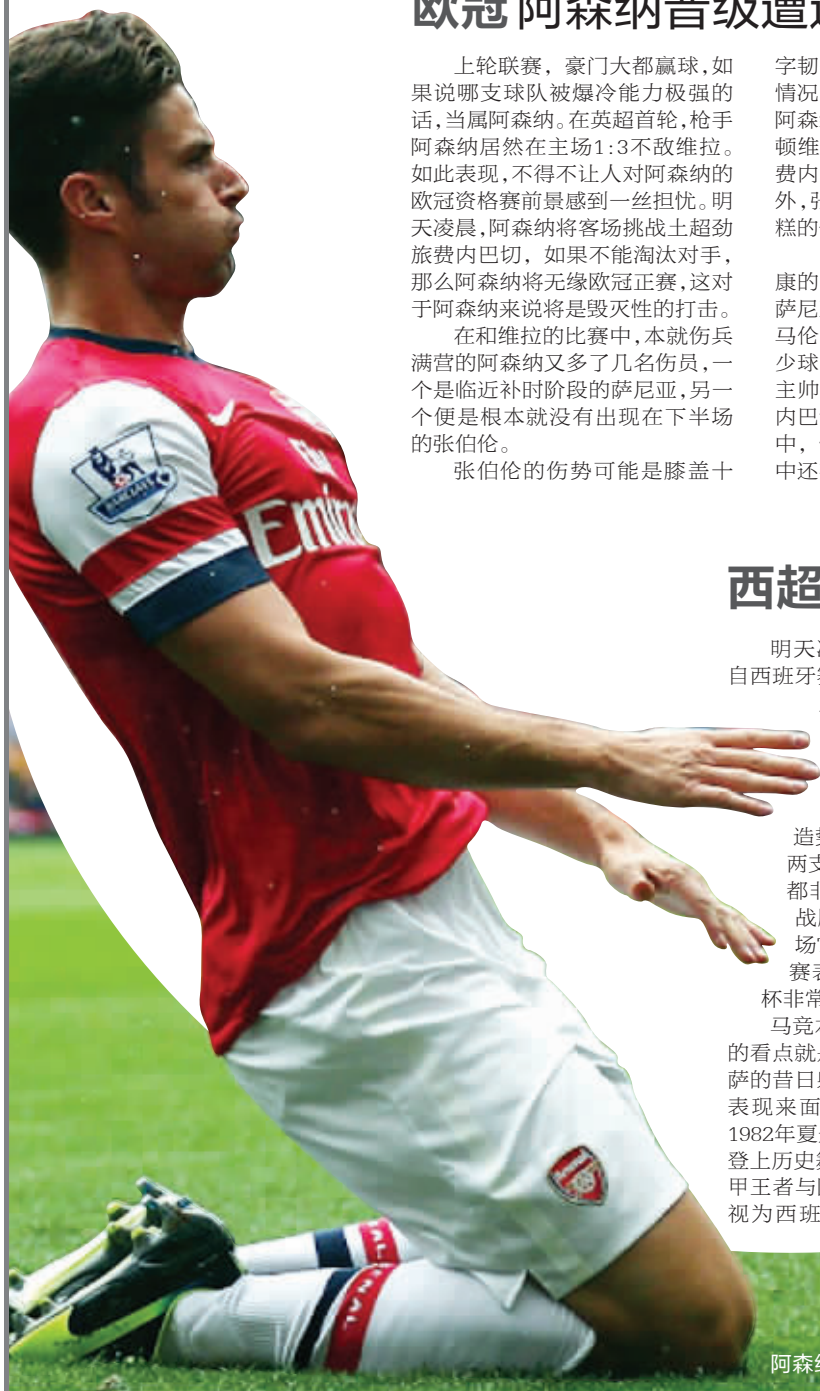 欧冠 阿森纳晋级遭
上轮联赛，豪门大都赢球，如
果说哪支球队被爆冷能力极强的
话，当属阿森纳。在英超首轮，枪手
阿森纳居然在主场1:3不敌维拉。
如此表现，不得不让人对阿森纳的
欧冠资格赛前景感到一丝担忧。明
天凌晨，阿森纳将客场挑战土超劲
旅费内巴切，如果不能淘汰对手，
那么阿森纳将无缘欧冠正赛，这对
于阿森纳来说将是毁灭性的打击。
在和维拉的比赛中，本就伤兵
满营的阿森纳又多了几名伤员，一
个是临近补时阶段的萨尼亚，另一
个便是根本就没有出现在下半场
的张伯伦。
张伯伦的伤势可能是膝盖十
字韧
情况
阿森
顿维
费内
外，张
糕的
康的
萨尼
马伦
少球
主帅
内巴
中，
中还
西超
明天
自西班牙
造势
两支
都非
战
场
赛表
杯非常
马竞
的看点就
萨的昔日
表现来面
1982年夏
登上历史
甲王者与
视为西班
阿森纳
BARCLAYS
Fly
Emirates
Arsenal